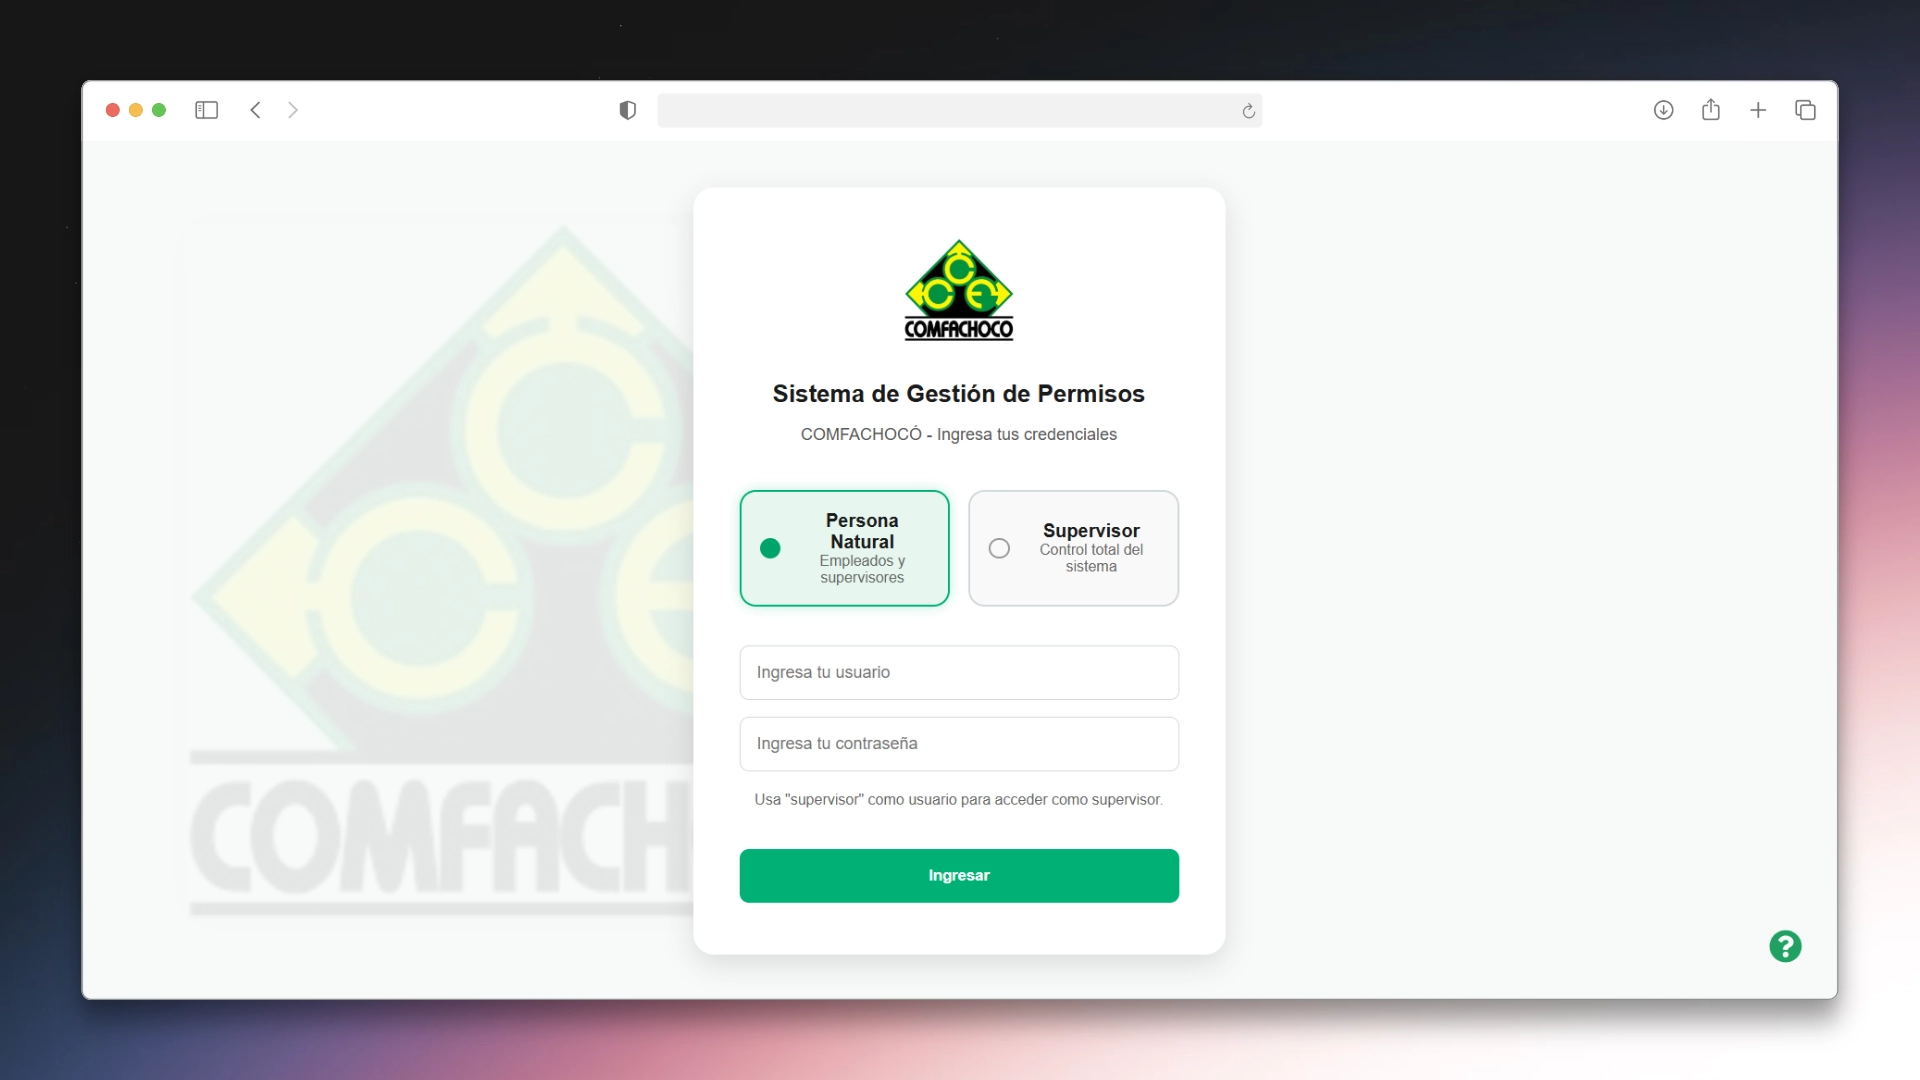 COMFACHOCO
Sistema de Gestión de Permisos
COMFACHOCÓ - Ingresa tus credenciales
Persona
Natural
Empleados y
supervisores
Supervisor
Control total del
sistema
Ingresa tu usuario
Ingresa tu contraseña
Usa "supervisor" como usuario para acceder como supervisor.
Ingresar
COMFACH
?